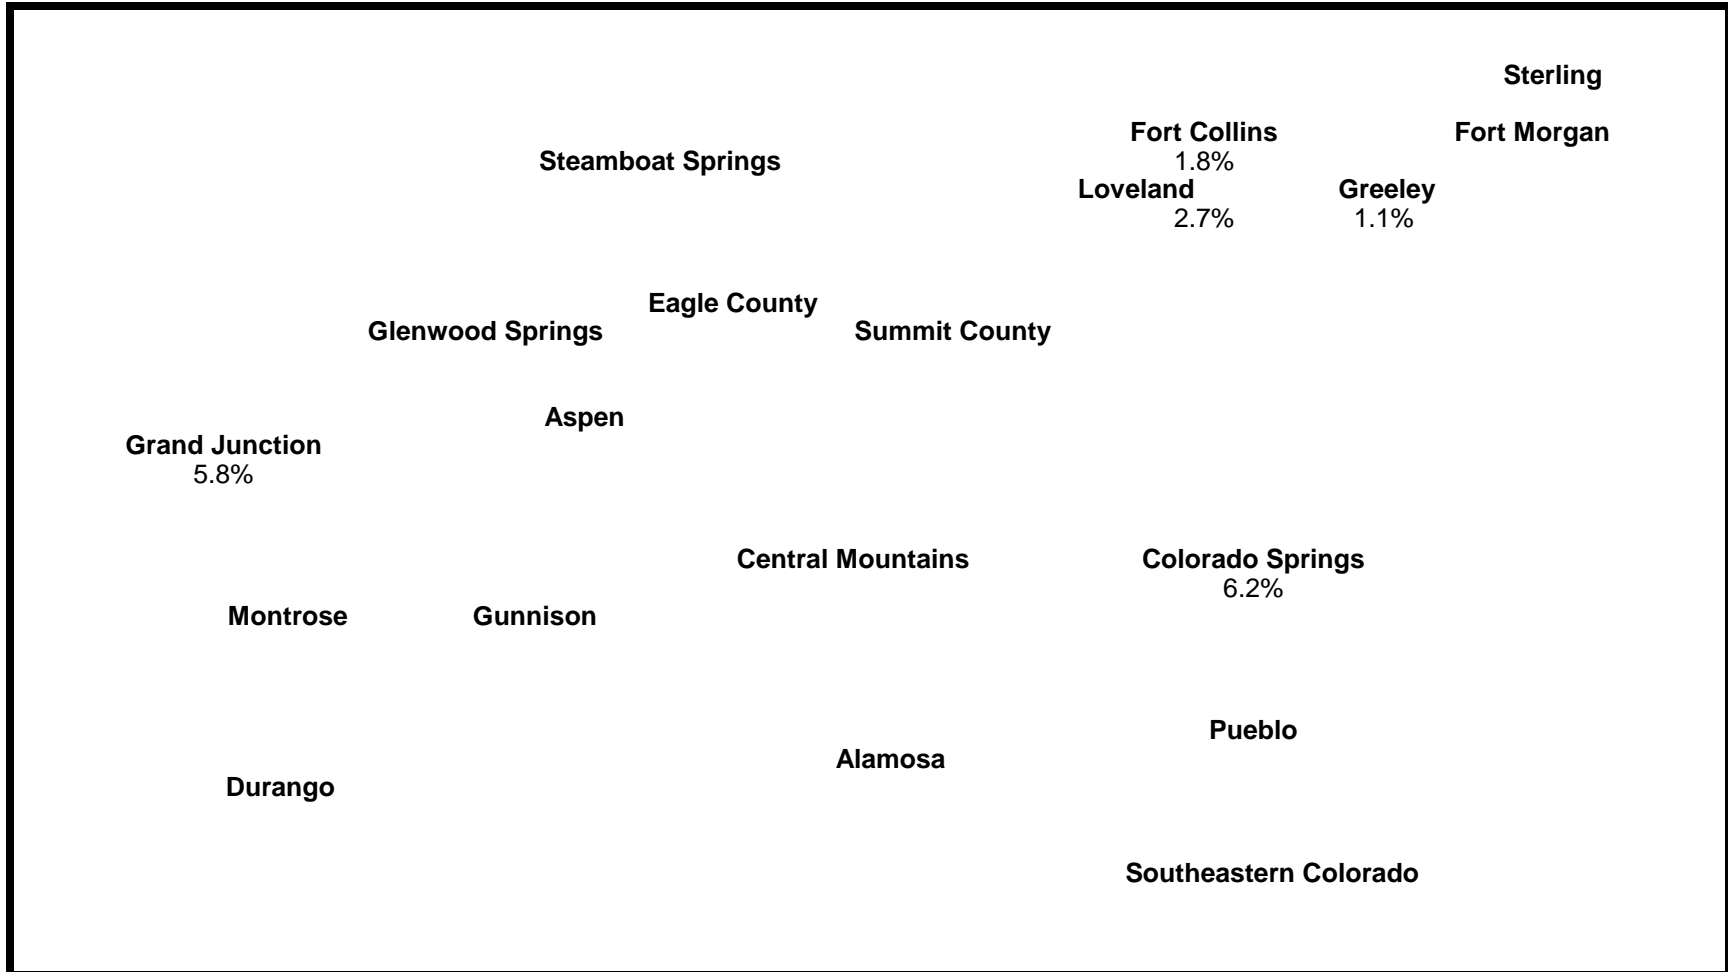 Sterling
Fort Collins
Fort Morgan
Steamboat Springs
1.8%
Loveland
Greeley
2.7%
1.1%
Eagle County
Glenwood Springs
Summit County
Aspen
Grand Junction
5.8%
Central Mountains
Colorado Springs
6.2%
Montrose
Gunnison
Pueblo
Alamosa
Durango
Southeastern Colorado